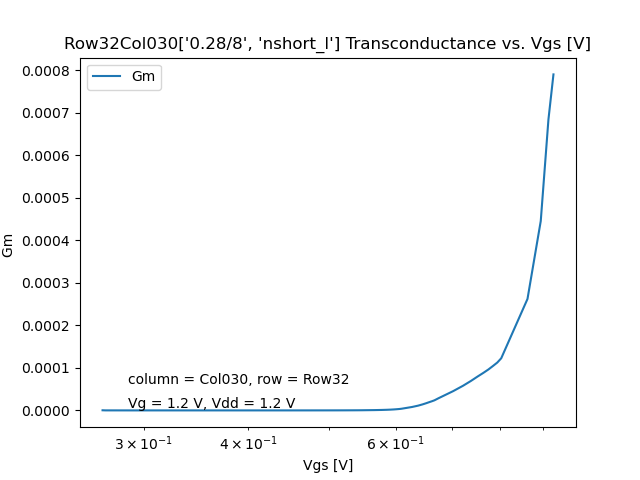 Row32Col030['0.28/8', 'nshort_l'] Transconductance vs. Vgs [V]
Gm
0.0008
0.0007
0.0006
0.0005
0.0004
0.0003
0.0002
0.0001
0.0000
Gm
column = Col030, row = Row32
Vg = 1.2 V, Vdd = 1.2 V
3 × 10⁻¹ 4 × 10⁻¹ 6 × 10⁻¹
Vgs [V]